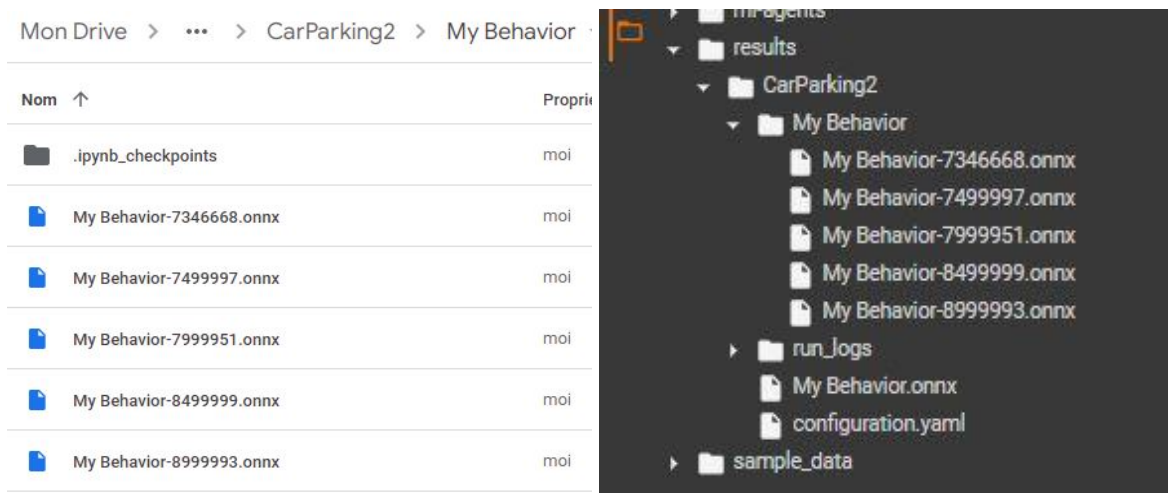 Mon Drive > ... > CarParking2 > My Behavior
Nom ↑
.ipynb_checkpoints moi
My Behavior-7346668.onnx moi
My Behavior-7499997.onnx moi
My Behavior-7999951.onnx moi
My Behavior-8499999.onnx moi
My Behavior-8999993.onnx moi
results
CarParking2
My Behavior
My Behavior-7346668.onnx
My Behavior-7499997.onnx
My Behavior-7999951.onnx
My Behavior-8499999.onnx
My Behavior-8999993.onnx
run_logs
My Behavior.onnx
configuration.yaml
sample_data